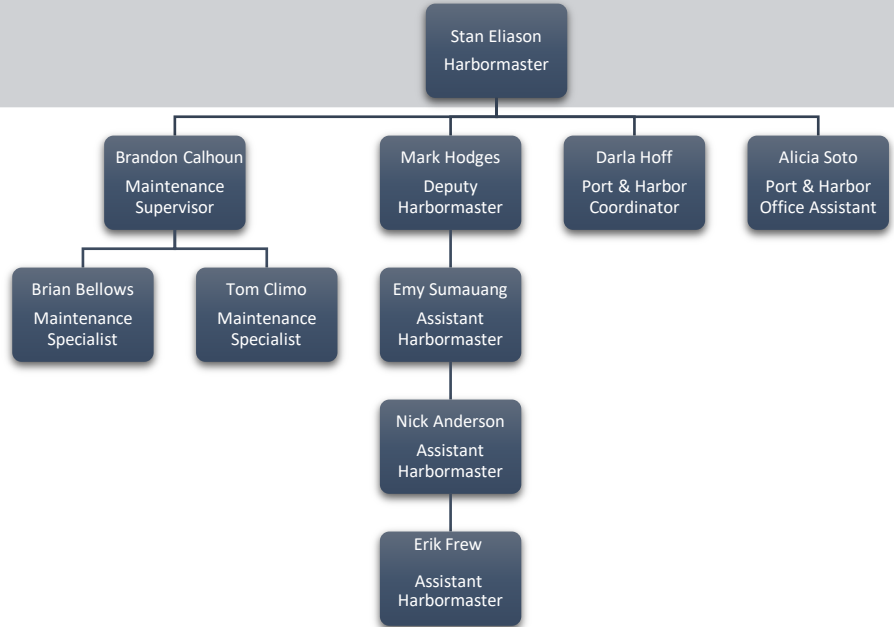 Stan Eliason
Harbormaster
Brandon Calhoun
Maintenance
Supervisor
Mark Hodges
Deputy
Harbormaster
Darla Hoff
Port & Harbor
Coordinator
Alicia Soto
Port & Harbor
Office Assistant
Brian Bellows
Maintenance
Specialist
Tom Climo
Maintenance
Specialist
Emy Sumauang
Assistant
Harbormaster
Nick Anderson
Assistant
Harbormaster
Erik Frew
Assistant
Harbormaster